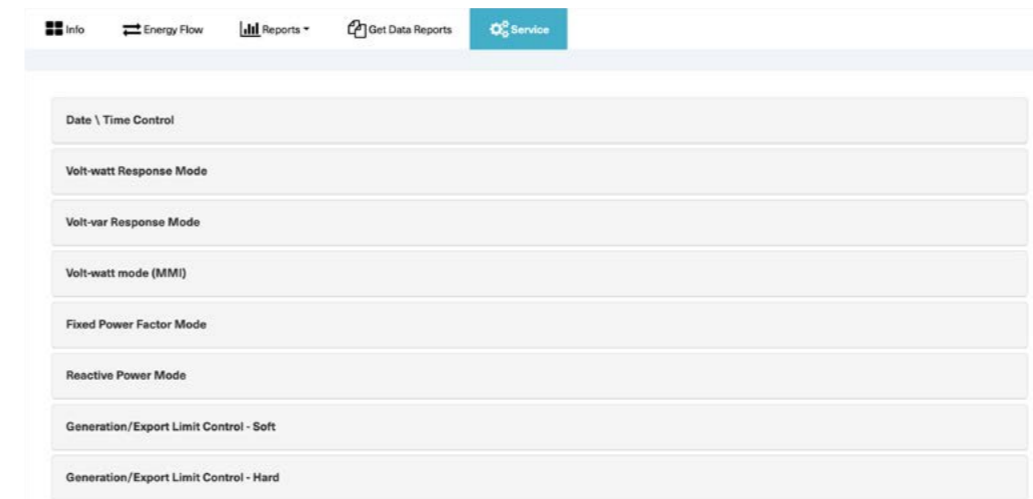 Info Energy Flow Reports Get Data Reports Service
Date \ Time Control
Volt-watt Response Mode
Volt-var Response Mode
Volt-watt mode (MMI)
Fixed Power Factor Mode
Reactive Power Mode
Generation/Export Limit Control - Soft
Generation/Export Limit Control - Hard